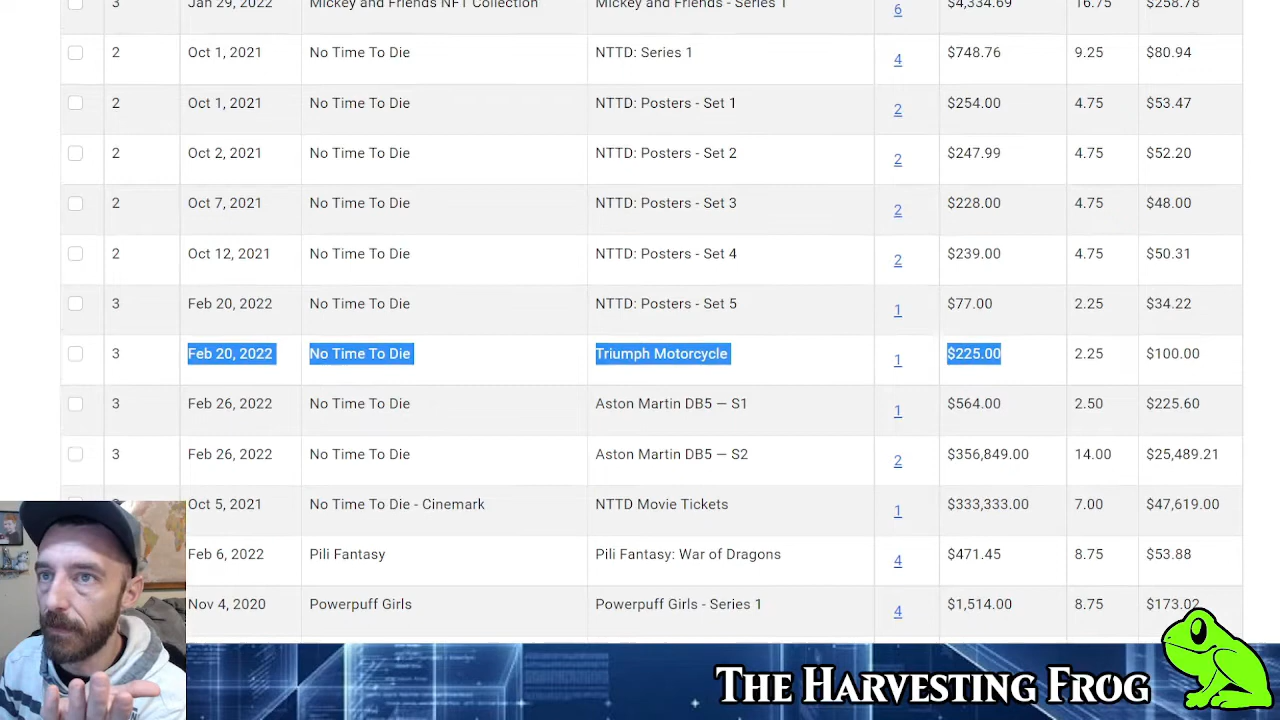 3 Jan 29, 2022 Mickey and Friends NFT Collection Mickey and Friends - Series 1 6 $4,334.69 16.75 $258.78
2 Oct 1, 2021 No Time To Die NTTD: Series 1 4 $748.76 9.25 $80.94
2 Oct 1, 2021 No Time To Die NTTD: Posters - Set 1 2 $254.00 4.75 $53.47
2 Oct 2, 2021 No Time To Die NTTD: Posters - Set 2 2 $247.99 4.75 $52.20
2 Oct 7, 2021 No Time To Die NTTD: Posters - Set 3 2 $228.00 4.75 $48.00
2 Oct 12, 2021 No Time To Die NTTD: Posters - Set 4 2 $239.00 4.75 $50.31
3 Feb 20, 2022 No Time To Die NTTD: Posters - Set 5 1 $77.00 2.25 $34.22
3 Feb 20, 2022 No Time To Die Triumph Motorcycle 1 $225.00 2.25 $100.00
3 Feb 26, 2022 No Time To Die Aston Martin DB5 — S1 1 $564.00 2.50 $225.60
3 Feb 26, 2022 No Time To Die Aston Martin DB5 — S2 2 $356,849.00 14.00 $25,489.21
Oct 5, 2021 No Time To Die - Cinemark NTTD Movie Tickets 1 $333,333.00 7.00 $47,619.00
Feb 6, 2022 Pili Fantasy Pili Fantasy: War of Dragons 4 $471.45 8.75 $53.88
Nov 4, 2020 Powerpuff Girls Powerpuff Girls - Series 1 4 $1,514.00 8.75 $173.02
The Harvesting Frog